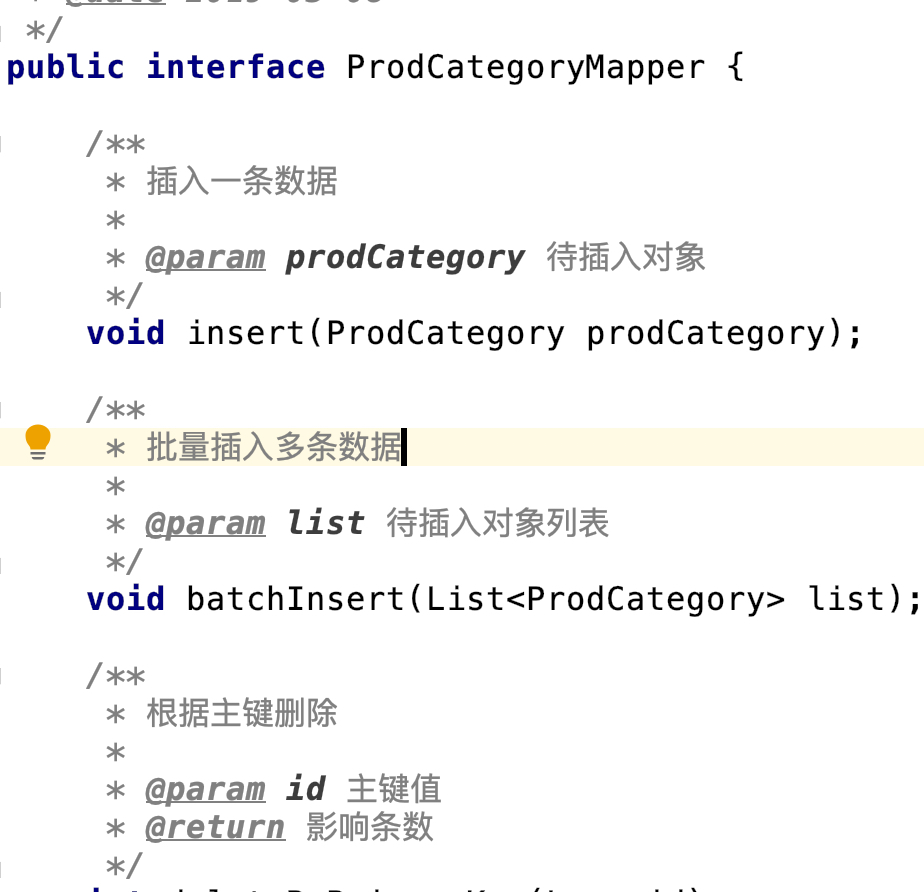 */
public interface ProdCategoryMapper {
/**
* 插入一条数据
*
* @param prodCategory 待插入对象
*/
void insert(ProdCategory prodCategory);
/**
* 批量插入多条数据
*
* @param list 待插入对象列表
*/
void batchInsert(List<ProdCategory> list);
/**
* 根据主键删除
*
* @param id 主键值
* @return 影响条数
*/